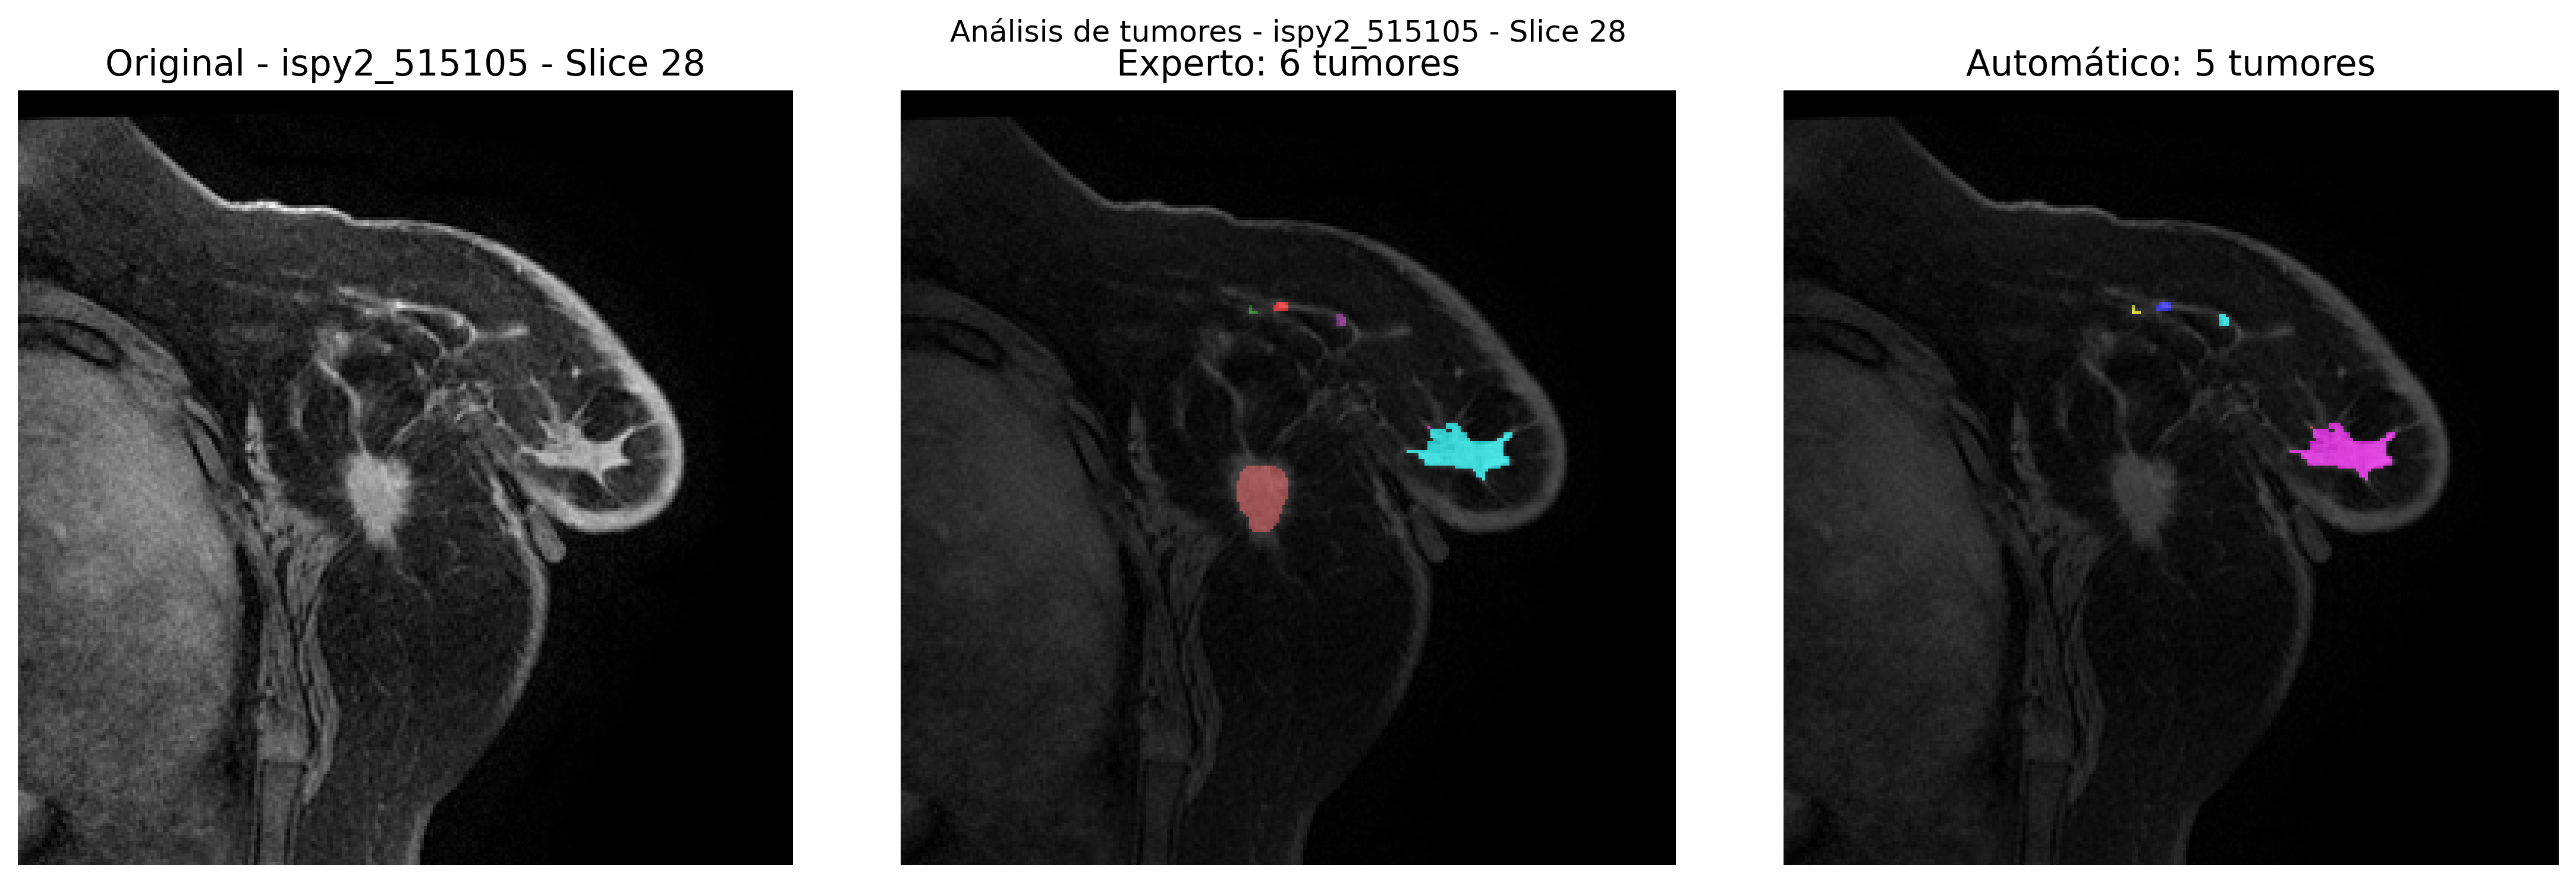 Análisis de tumores - ispy2_515105 - Slice 28
Original - ispy2_515105 - Slice 28
Experto: 6 tumores
Automático: 5 tumores